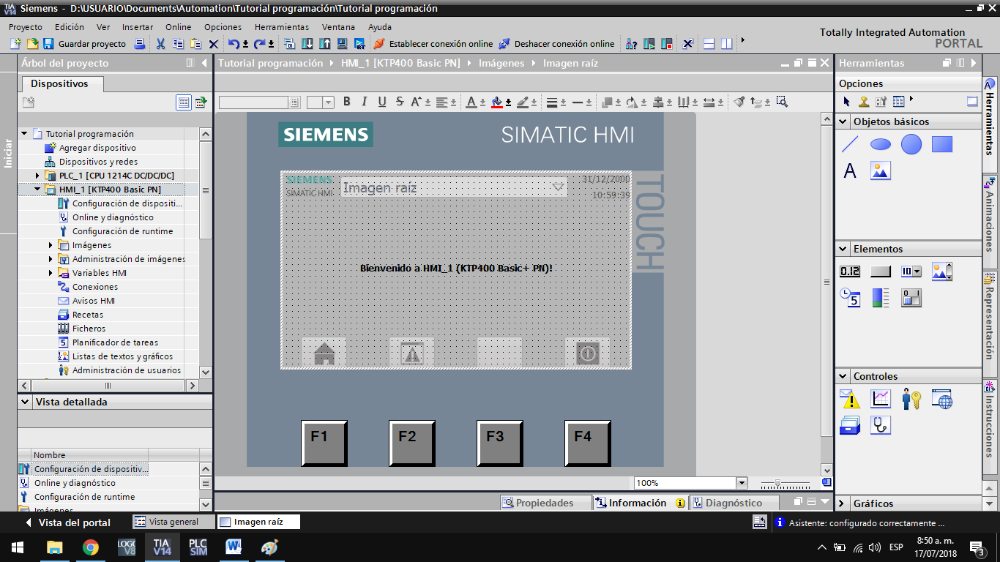 TIA
V14
Siemens - D:\USUARIO\Documents\Automation\Tutorial programación\Tutorial programación
Proyecto Edición Ver Insertar Online Opciones Herramientas Ventana Ayuda
Totally Integrated Automation
PORTAL
Guardar proyecto
RT
Establecer conexión online
Deshacer conexión online
Árbol del proyecto
Tutorial programación HMI_1 [KTP400 Basic PN] Imágenes Imagen raíz
Herramientas
Dispositivos
Iniciar
Tutorial programación
Agregar dispositivo
Dispositivos y redes
PLC_1 [CPU 1214C DC/DC/DC]
HMI_1 [KTP400 Basic PN]
Configuración de dispositi...
Online y diagnóstico
Configuración de runtime
Imágenes
Administración de imágenes
Variables HMI
Conexiones
Avisos HMI
Recetas
Ficheros
Planificador de tareas
Listas de textos y gráficos
Administración de usuarios
Vista detallada
Nombre
Configuración de dispositiv...
Online y diagnóstico
Configuración de runtime
Imágenes
B I U S A A
SIEMENS
SIMATIC HMI
SIEMENS
SIMATIC HMI
Imagen raíz
31/12/2000
10:59:39
TOUCH
Bienvenido a HMI_1 (KTP400 Basic+ PN)!
F1 F2 F3 F4
100%
Propiedades Información Diagnóstico
Opciones
Objetos básicos
A
Elementos
0.12
10
5
0 1
Controles
Gráficos
Herramientas
Animaciones
Representación
Instrucciones
Vista del portal
Vista general
Imagen raíz
Asistente: configurado correctamente ...
LOGO
V8
TIA
V14
PLC
SIM
ESP
8:50 a. m.
17/07/2018
3